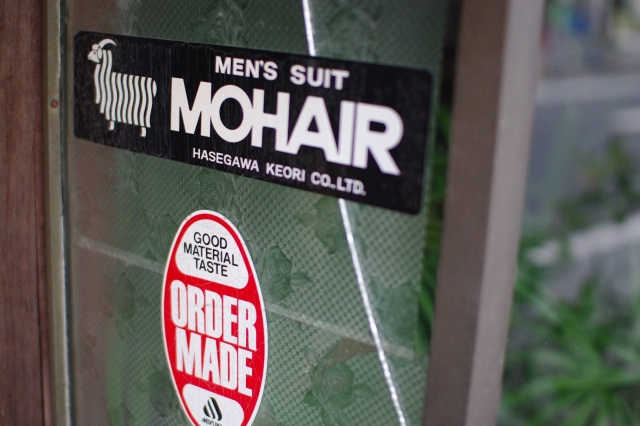 MEN'S SUIT
MOHAIR
HASEGAWA KEORI CO.,LTD.
GOOD
MATERIAL
TASTE
ORDER
MADE